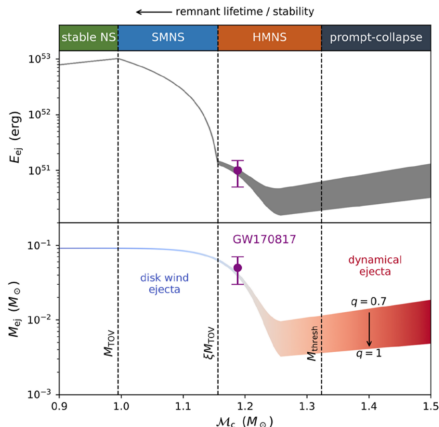 remnant lifetime / stability
stable NS SMNS HMNS prompt-collapse
10^53
10^52
10^51
E_ej (erg)
GW170817
10^-1
10^-2
10^-3
M_ej (M_⊙)
disk wind
ejecta
dynamical
ejecta
q = 0.7
q = 1
M_TOV
ξM_TOV
M_thresh
0.9 1.0 1.1 1.2 1.3 1.4 1.5
ℳ_c (M_⊙)